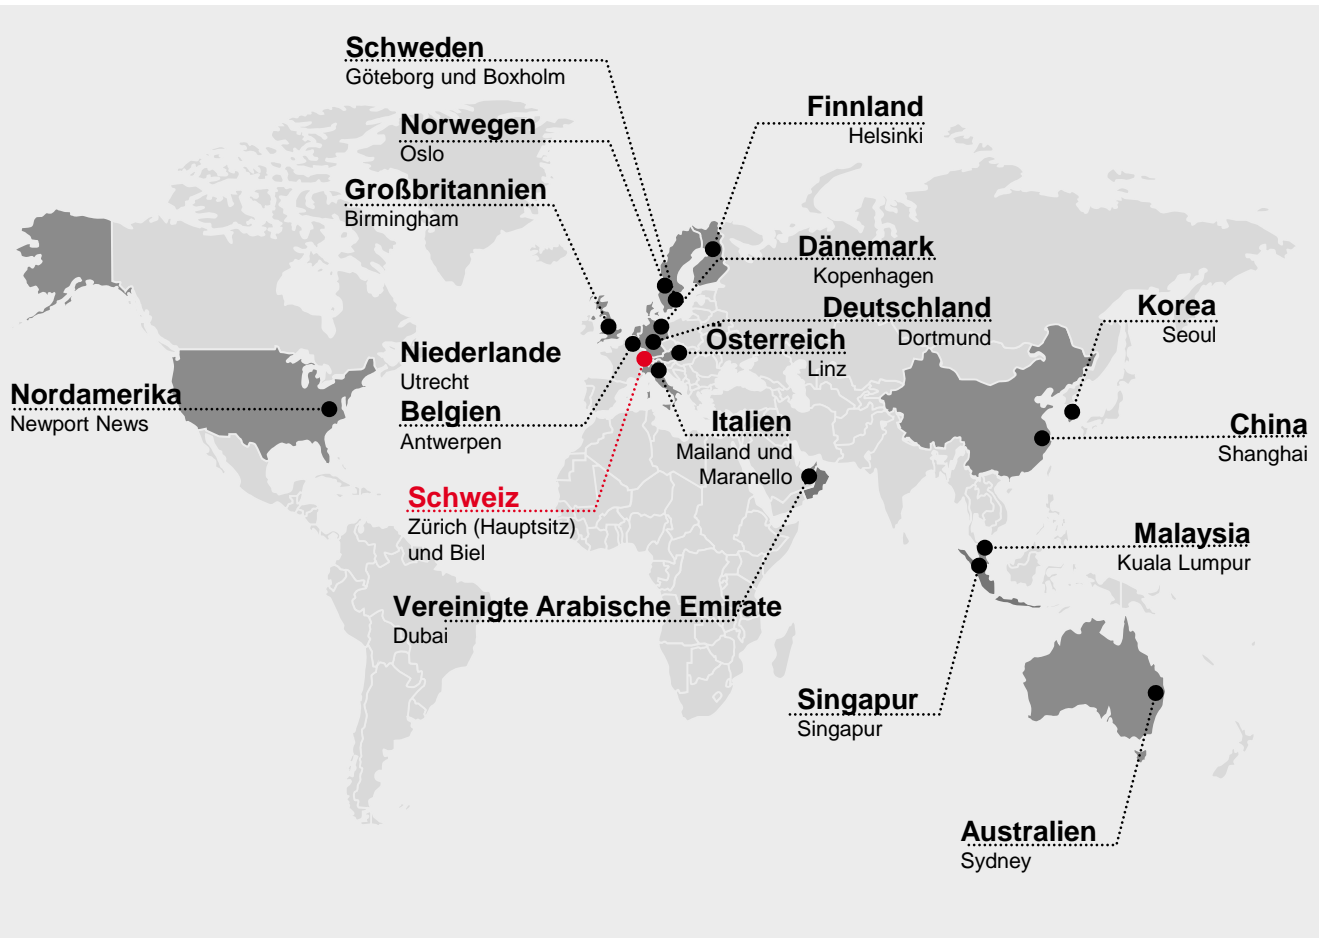 Schweden
Göteborg und Boxholm
Finnland
Helsinki
Norwegen
Oslo
Großbritannien
Birmingham
Dänemark
Kopenhagen
Deutschland
Dortmund
Korea
Seoul
Österreich
Linz
Niederlande
Utrecht
Nordamerika
Newport News
Belgien
Antwerpen
Italien
Mailand und
Maranello
China
Shanghai
Schweiz
Zürich (Hauptsitz)
und Biel
Malaysia
Kuala Lumpur
Vereinigte Arabische Emirate
Dubai
Singapur
Singapur
Australien
Sydney